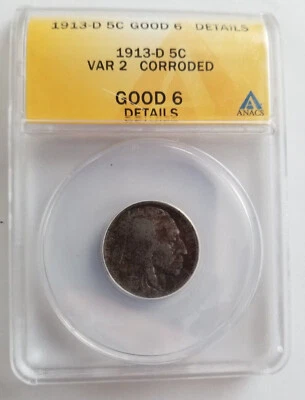 1913-D 5C GOOD 6 DETAILS
1913-D 5C
VAR 2 CORRODED
GOOD 6
DETAILS
ANACS